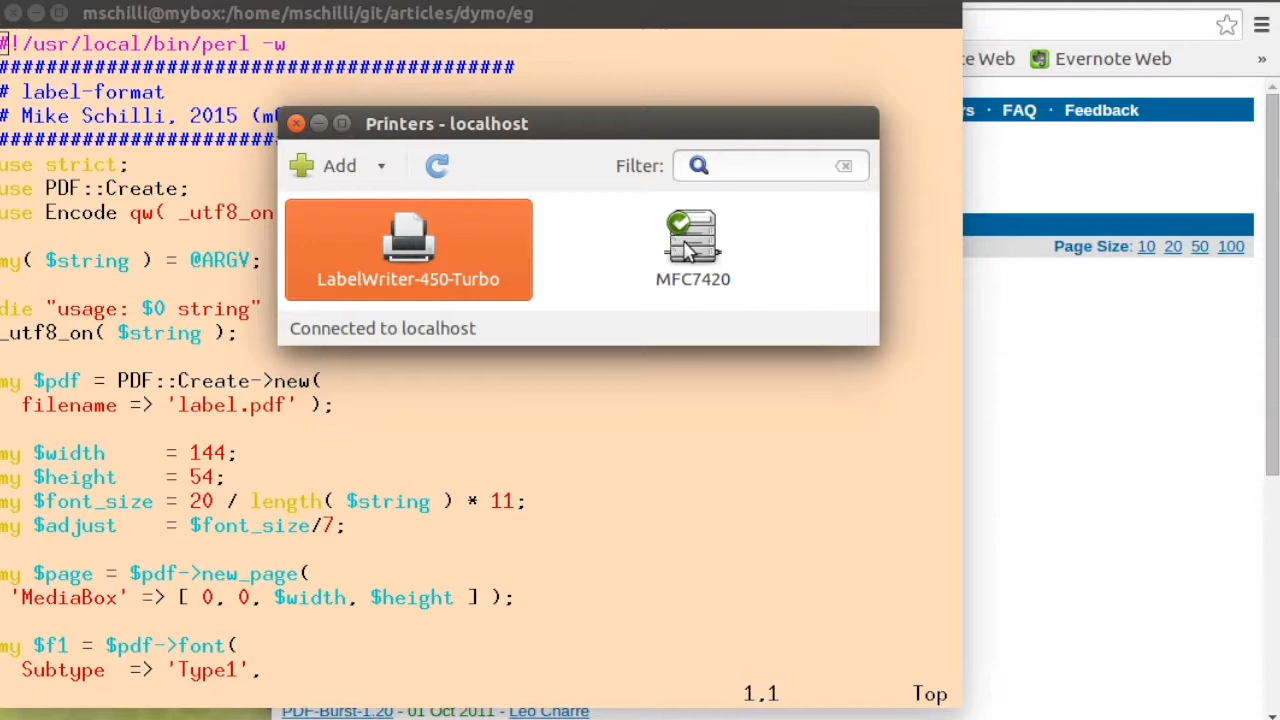 mschilli@mybox:/home/mschilli/git/articles/dymo/eg
#!/usr/local/bin/perl -w
###########################################
# label-format
# Mike Schilli, 2015 (m
use strict;
use PDF::Create;
use Encode qw( _utf8_on
my( $string ) = @ARGV;
die "usage: $0 string"
_utf8_on( $string );
my $pdf = PDF::Create->new(
filename => 'label.pdf' );
my $width = 144;
my $height = 54;
my $font_size = 20 / length( $string ) * 11;
my $adjust = $font_size/7;
my $page = $pdf->new_page(
'MediaBox' => [ 0, 0, $width, $height ] );
my $f1 = $pdf->font(
Subtype => 'Type1',
1,1 Top
Printers - localhost
Add
Filter:
LabelWriter-450-Turbo
MFC7420
Connected to localhost
Web
Evernote Web
»
· FAQ · Feedback
Page Size: 10 20 50 100
PDF-Burst-1.20 - 01 Oct 2011 - Leo Charre